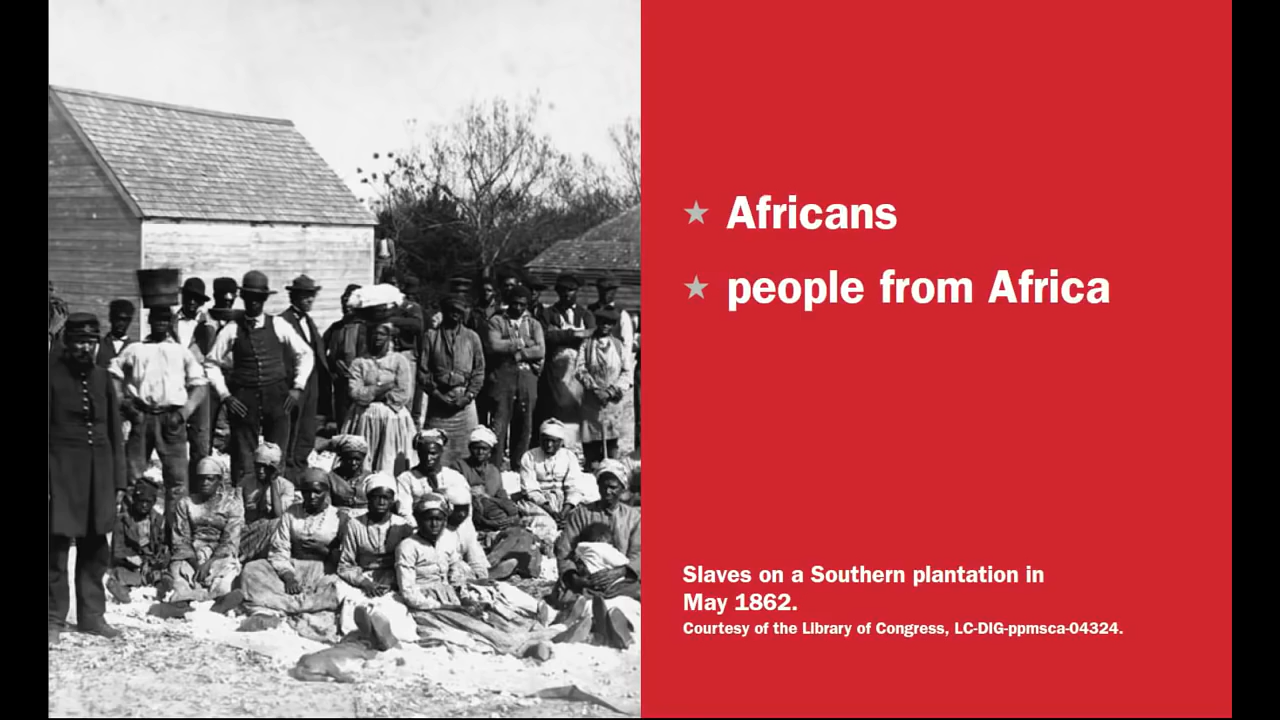 Africans
people from Africa
Slaves on a Southern plantation in
May 1862.
Courtesy of the Library of Congress, LC-DIG-ppmsca-04324.